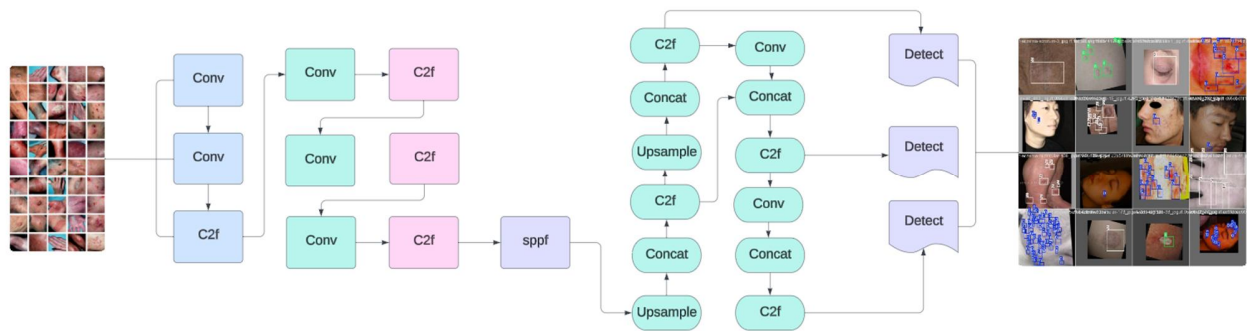 Conv
Conv
C2f
Conv
C2f
Conv
C2f
Conv
C2f
sppf
C2f
Concat
Upsample
C2f
Concat
Upsample
Conv
Concat
C2f
Conv
Concat
C2f
Detect
Detect
Detect